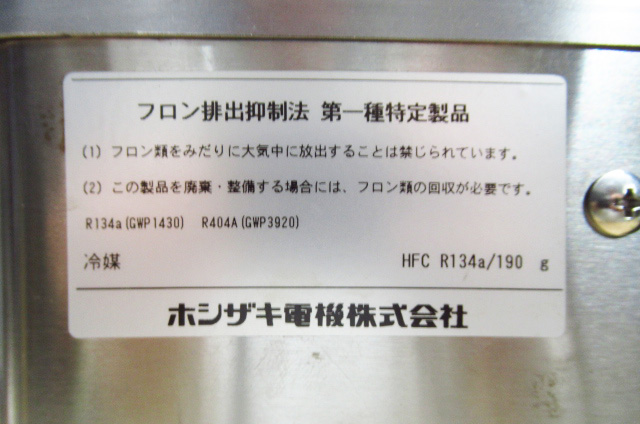 フロン排出抑制法 第一種特定製品
(1) フロン類をみだりに大気中に放出することは禁じられています。
(2) この製品を廃棄・整備する場合には、フロン類の回収が必要です。
R134a(GWP1430) R404A(GWP3920)
冷媒 HFC R134a/190 g
ホシザキ電機株式会社